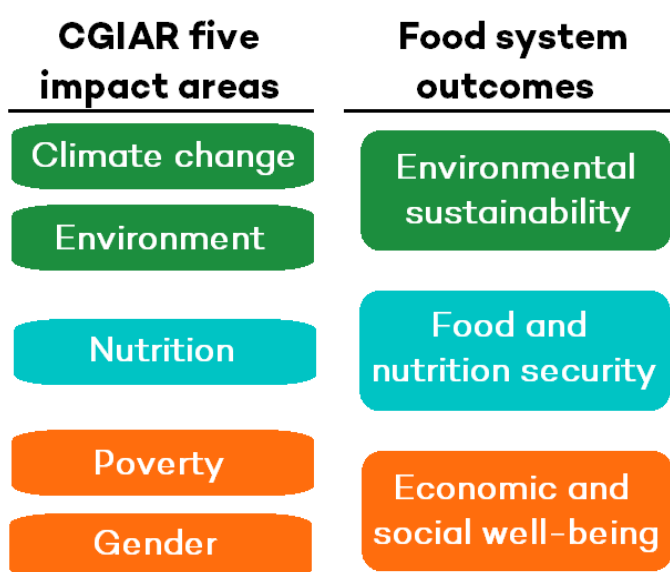 CGIAR five
impact areas
Climate change
Environment
Nutrition
Poverty
Gender
Food system
outcomes
Environmental
sustainability
Food and
nutrition security
Economic and
social well-being